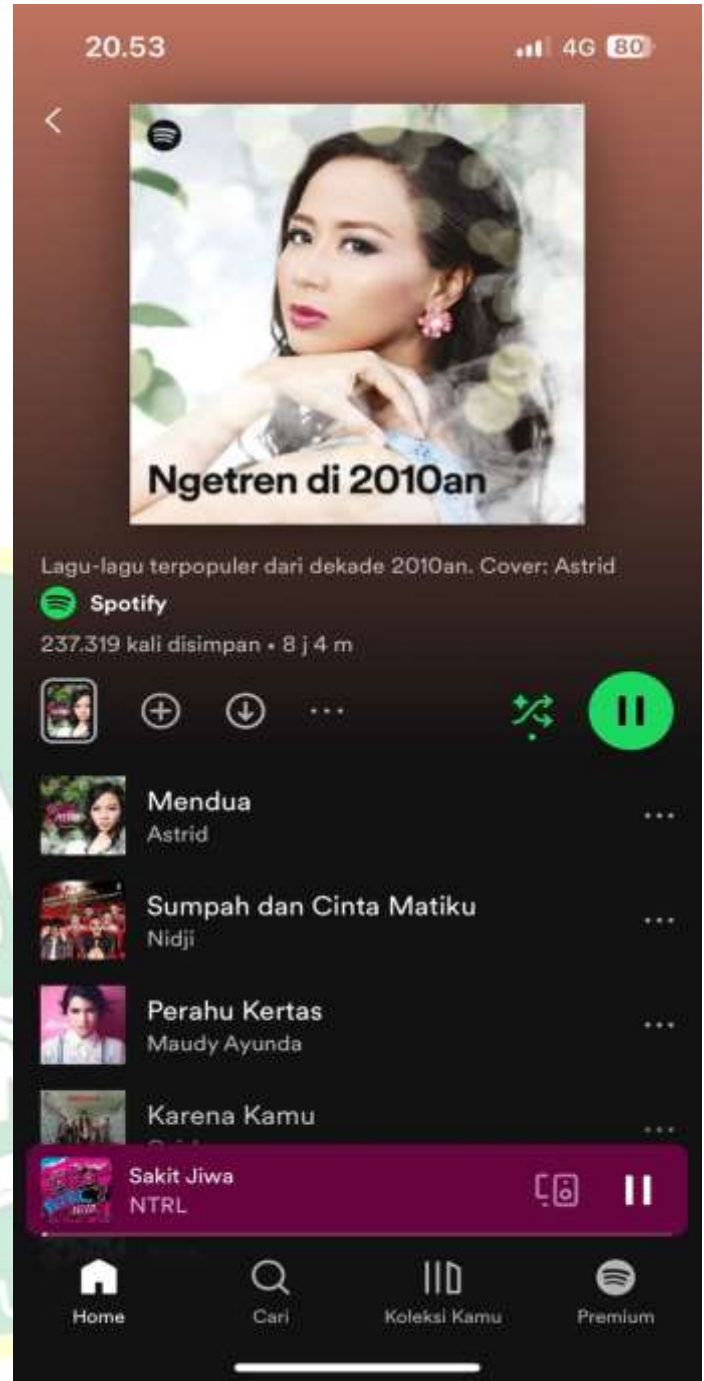 20.53
4G 80
Ngetren di 2010an
Lagu-lagu terpopuler dari dekade 2010an. Cover: Astrid
Spotify
237.319 kali disimpan • 8 j 4 m
Mendua
Astrid
Sumpah dan Cinta Matiku
Nidji
Perahu Kertas
Maudy Ayunda
Karena Kamu
Sakit Jiwa
NTRL
Home
Cari
Koleksi Kamu
Premium